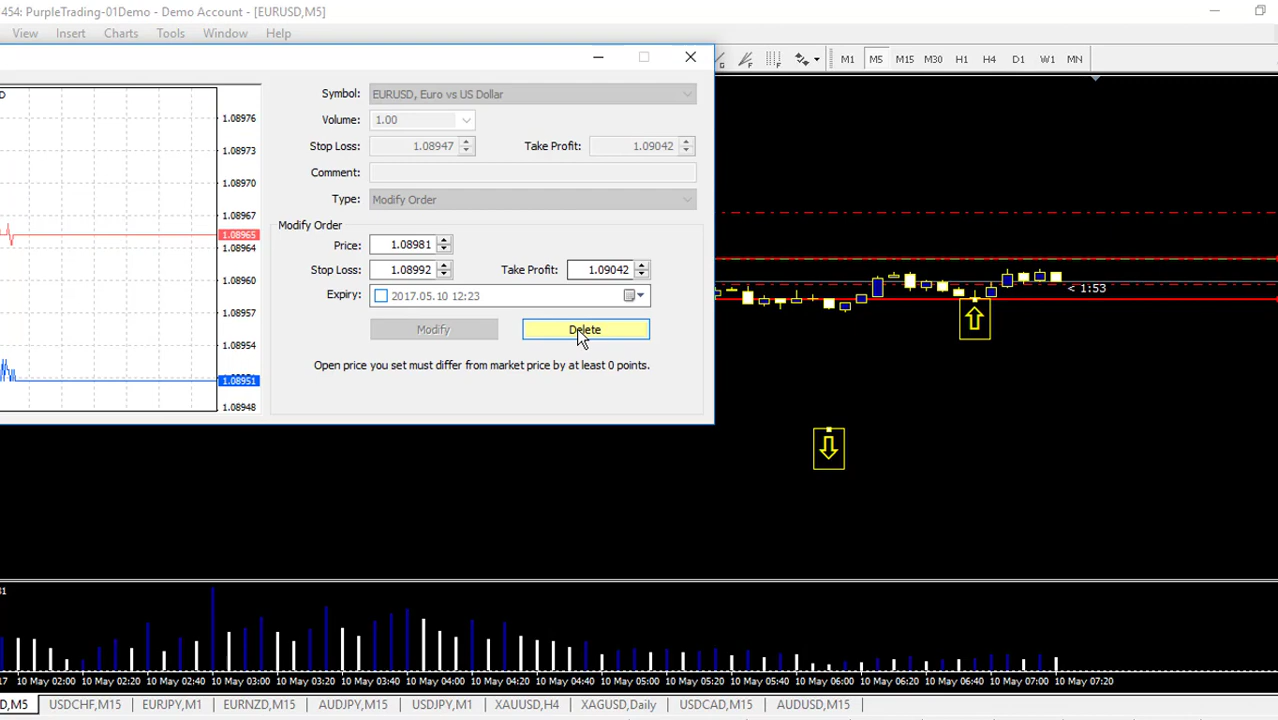 454: PurpleTrading-01Demo - Demo Account - [EURUSD,M5]
View Insert Charts Tools Window Help
M1 M5 M15 M30 H1 H4 D1 W1 MN
Symbol: EURUSD, Euro vs US Dollar
Volume: 1.00
Stop Loss: 1.08947 Take Profit: 1.09042
Comment:
Type: Modify Order
Modify Order
Price: 1.08981
Stop Loss: 1.08992 Take Profit: 1.09042
Expiry: 2017.05.10 12:23
Modify Delete
Open price you set must differ from market price by at least 0 points.
1.08976
1.08973
1.08970
1.08967
1.08965
1.08964
1.08960
1.08957
1.08954
1.08951
1.08948
< 1:53
10 May 02:00 10 May 02:20 10 May 02:40 10 May 03:00 10 May 03:20 10 May 03:40 10 May 04:00 10 May 04:20 10 May 04:40 10 May 05:00 10 May 05:20 10 May 05:40 10 May 06:00 10 May 06:20 10 May 06:40 10 May 07:00 10 May 07:20
D,M5 USDCHF,M15 EURJPY,M1 EURNZD,M15 AUDJPY,M15 USDJPY,M1 XAUUSD,H4 XAGUSD,Daily USDCAD,M15 AUDUSD,M15